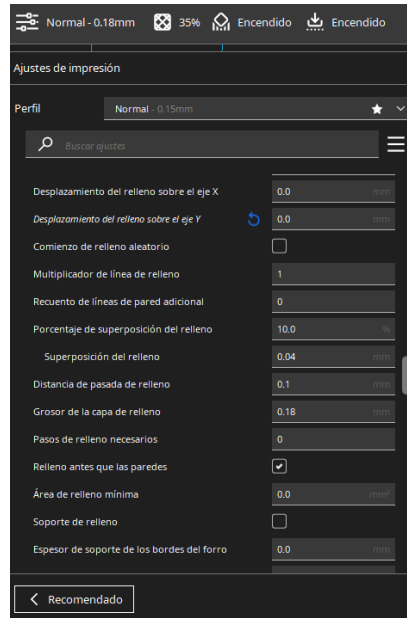 Normal - 0.18mm 35% Encendido Encendido
Ajustes de impresión
Perfil Normal - 0.15mm
Buscar ajustes
Desplazamiento del relleno sobre el eje X 0.0 mm
Desplazamiento del relleno sobre el eje Y 0.0 mm
Comienzo de relleno aleatorio
Multiplicador de línea de relleno 1
Recuento de líneas de pared adicional 0
Porcentaje de superposición del relleno 10.0 %
Superposición del relleno 0.04 mm
Distancia de pasada de relleno 0.1 mm
Grosor de la capa de relleno 0.18 mm
Pasos de relleno necesarios 0
Relleno antes que las paredes
Área de relleno mínima 0.0 mm²
Soporte de relleno
Espesor de soporte de los bordes del forro 0.0 mm
Recomendado